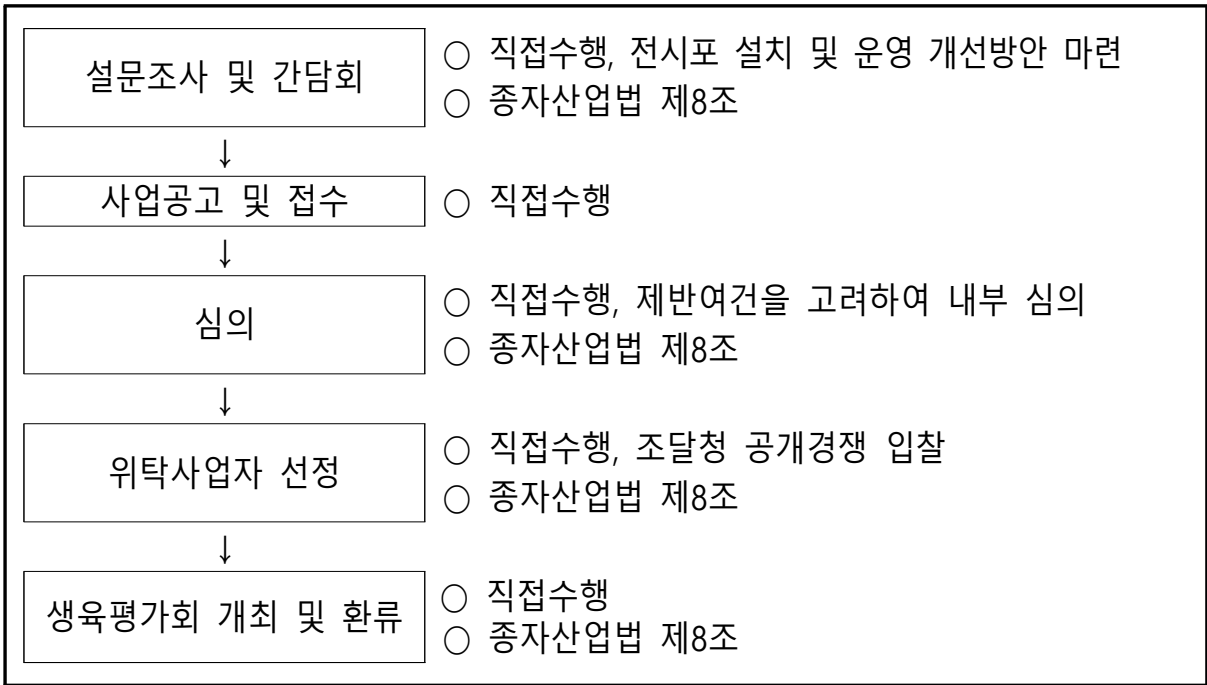 설문조사 및 간담회
○ 직접수행, 전시포 설치 및 운영 개선방안 마련
○ 종자산업법 제8조
↓
사업공고 및 접수
○ 직접수행
↓
심의
○ 직접수행, 제반여건을 고려하여 내부 심의
○ 종자산업법 제8조
↓
위탁사업자 선정
○ 직접수행, 조달청 공개경쟁 입찰
○ 종자산업법 제8조
↓
생육평가회 개최 및 환류
○ 직접수행
○ 종자산업법 제8조